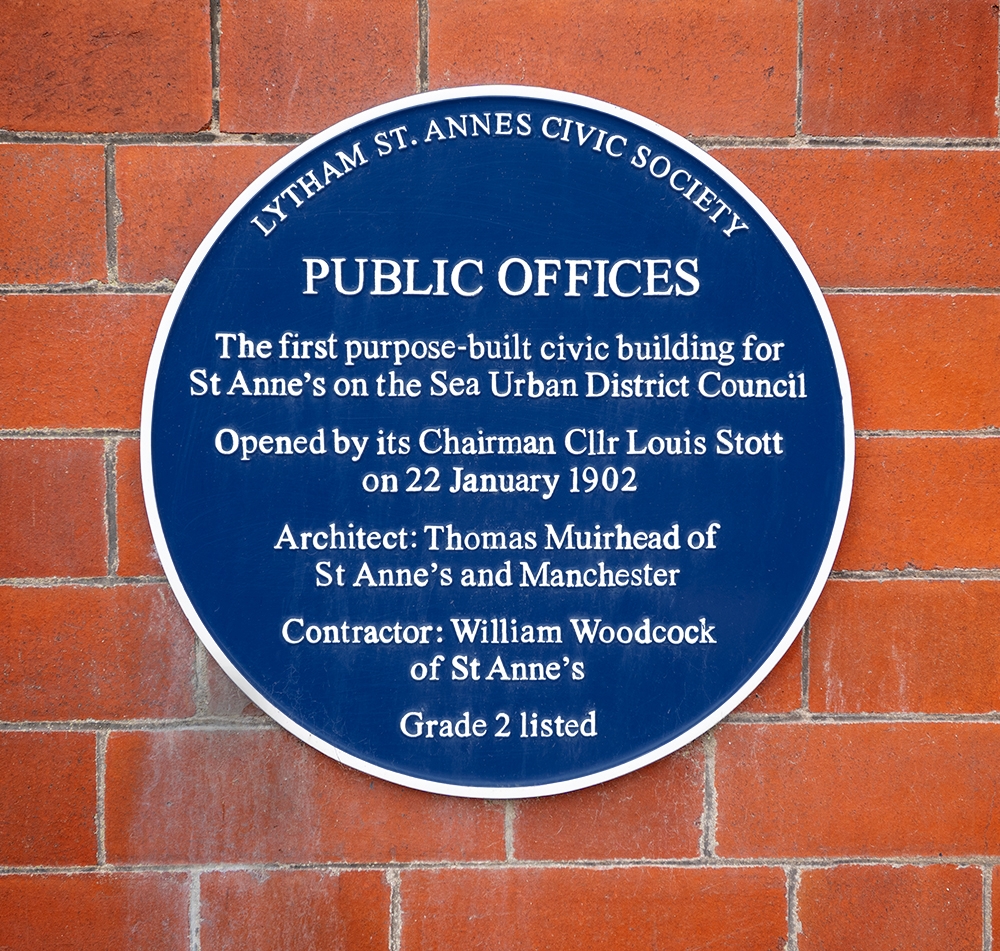 LYTHAM ST. ANNES CIVIC SOCIETY
PUBLIC OFFICES
The first purpose-built civic building for
St Anne's on the Sea Urban District Council
Opened by its Chairman Cllr Louis Stott
on 22 January 1902
Architect: Thomas Muirhead of
St Anne's and Manchester
Contractor: William Woodcock
of St Anne's
Grade 2 listed